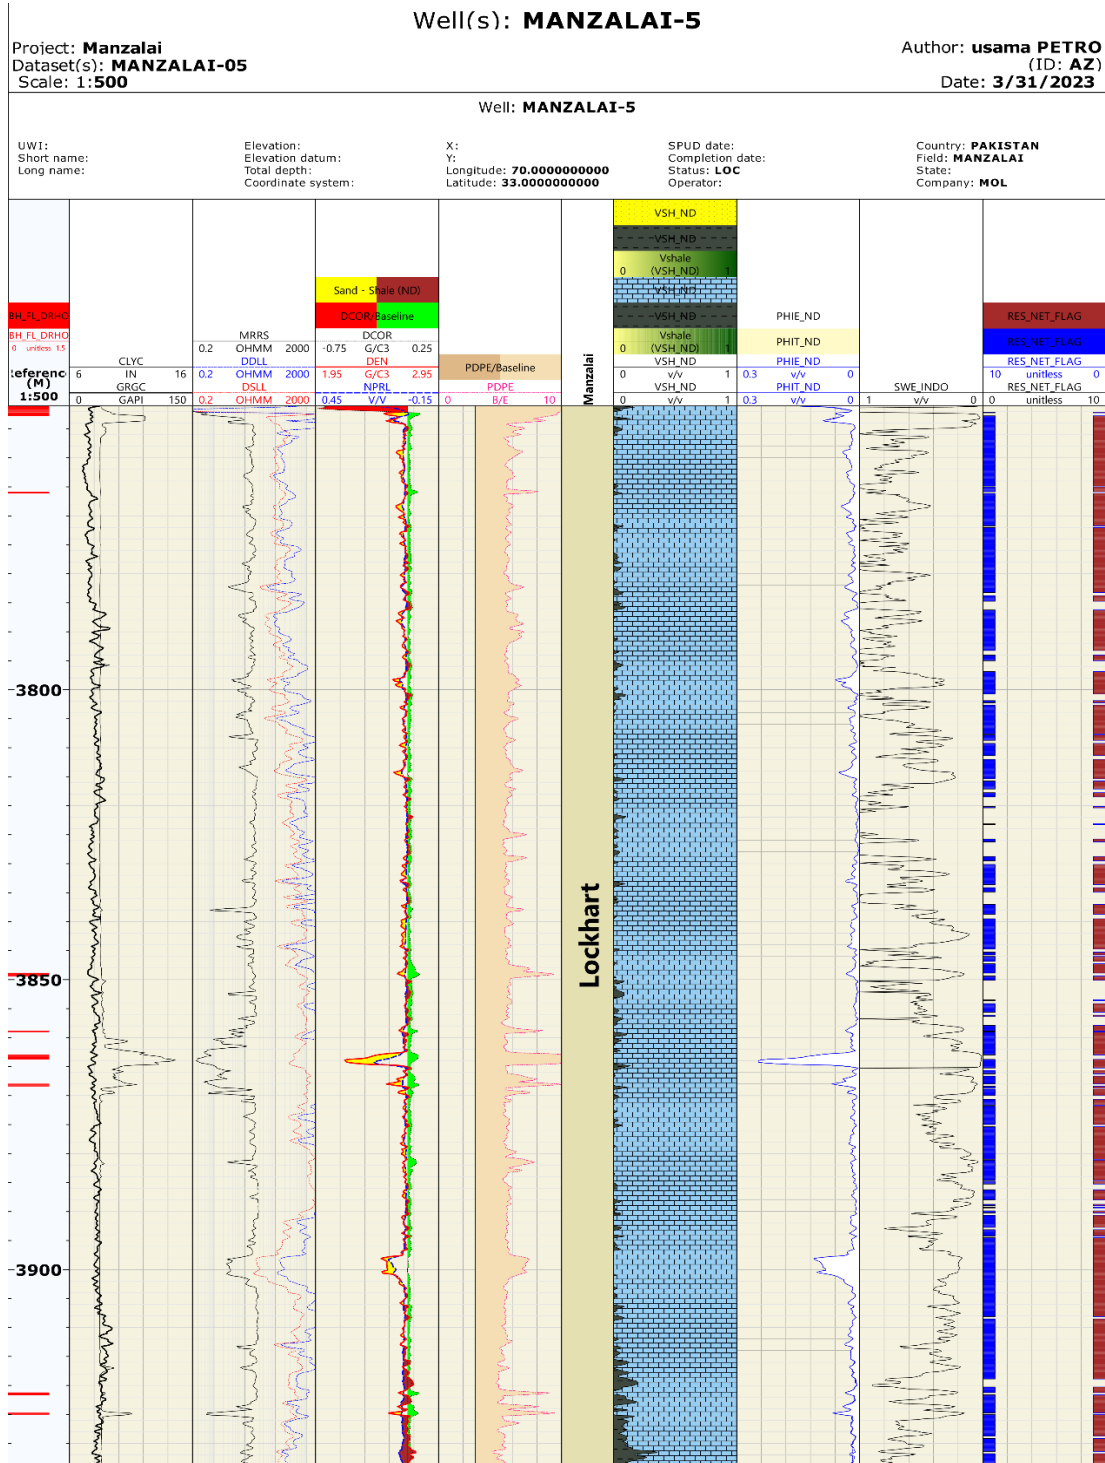 Well(s): MANZALAI-5
Project: Manzalai
Dataset(s): MANZALAI-05
Scale: 1:500
Author: usama PETRO
(ID: AZ)
Date: 3/31/2023
Well: MANZALAI-5
UWI:
Short name:
Long name:
Elevation:
Elevation datum:
Total depth:
Coordinate system:
X:
Y:
Longitude: 70.0000000000
Latitude: 33.0000000000
SPUD date:
Completion date:
Status: LOC
Operator:
Country: PAKISTAN
Field: MANZALAI
State:
Company: MOL
BH_FL_DRHO
BH_FL_DRHO
0 unitless 1.5
(M)
1:500
CLYC
6 IN 16
GRGC
0 GAPI 150
MRRS
0.2 OHMM 2000
DDLL
0.2 OHMM 2000
DSLL
0.2 OHMM 2000
Sand - Shale (ND)
DCOR/Baseline
DCOR
-0.75 G/C3 0.25
DEN
1.95 G/C3 2.95
NPRL
0.45 V/V -0.15
PDPE/Baseline
PDPE
0 B/E 10
Manzalai
VSH_ND
VSH_ND
Vshale
0 (VSH_ND) 1
VSH_ND
VSH_ND
Vshale
0 (VSH_ND) 1
VSH_ND
0 v/v 1
VSH_ND
0 v/v 1
PHIE_ND
PHIT_ND
PHIE_ND
0.3 v/v 0
PHIT_ND
0.3 v/v 0
SWE_INDO
1 v/v 0
RES_NET_FLAG
RES_NET_FLAG
RES_NET_FLAG
10 unitless 0
RES_NET_FLAG
0 unitless 10
3800
3850
3900
Lockhart